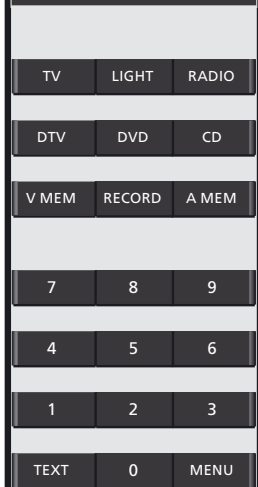 TV LIGHT RADIO
DTV DVD CD
V MEM RECORD A MEM
7 8 9
4 5 6
1 2 3
TEXT 0 MENU